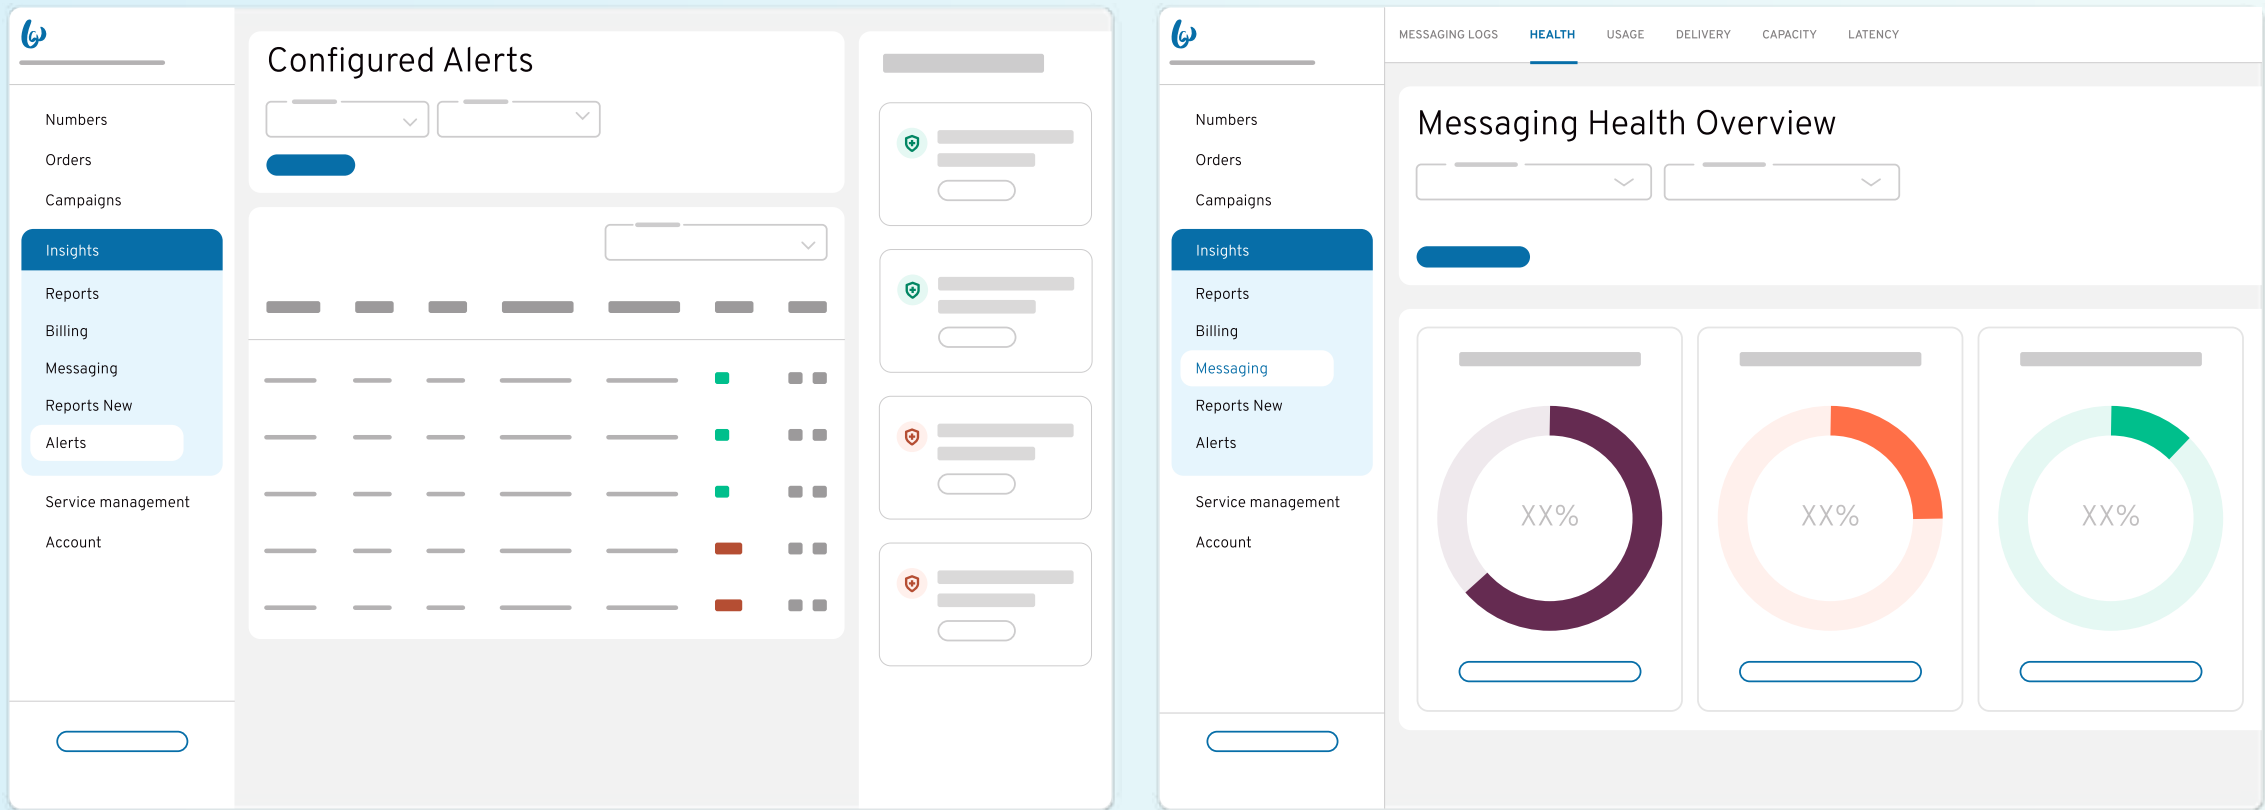 Configured Alerts
Numbers
Orders
Campaigns
Insights
Reports
Billing
Messaging
Reports New
Alerts
Service management
Account
MESSAGING LOGS HEALTH USAGE DELIVERY CAPACITY LATENCY
Messaging Health Overview
Numbers
Orders
Campaigns
Insights
Reports
Billing
Messaging
Reports New
Alerts
Service management
Account
XX% XX% XX%